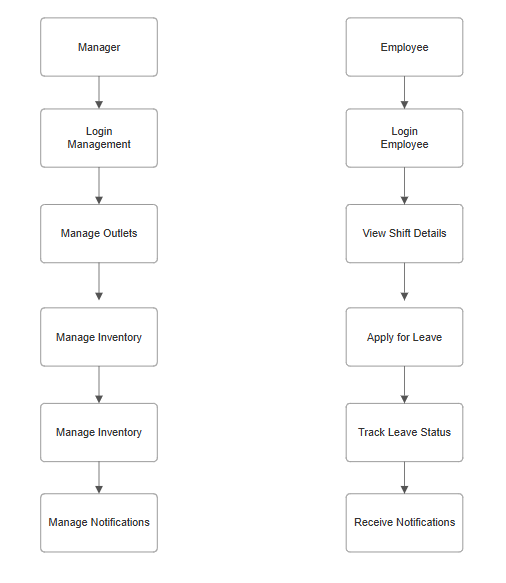 Manager
Login
Management
Manage Outlets
Manage Inventory
Manage Inventory
Manage Notifications
Employee
Login
Employee
View Shift Details
Apply for Leave
Track Leave Status
Receive Notifications